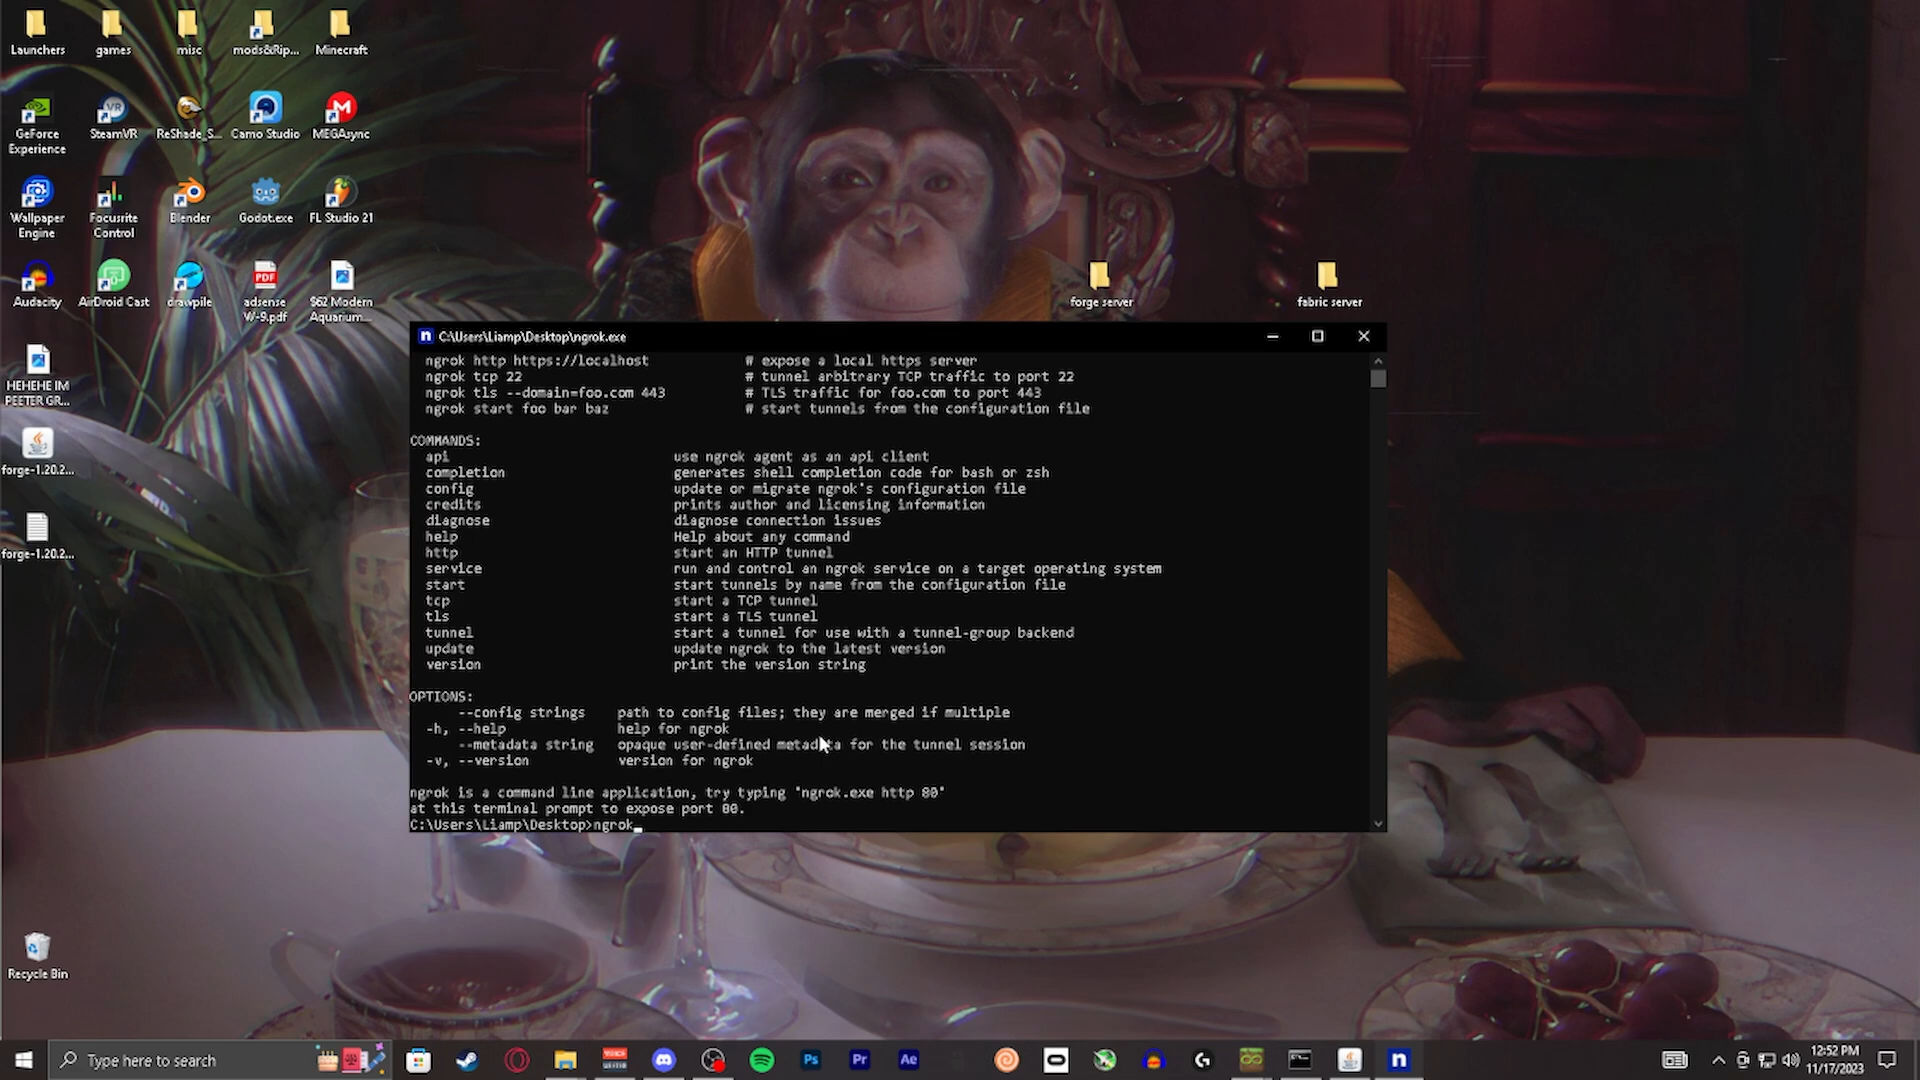 Launchers
games
misc
mods&Rip...
Minecraft
GeForce
Experience
SteamVR
ReShade_S...
Camo Studio
MEGAsync
Wallpaper
Engine
Focusrite
Control
Blender
Godot.exe
FL Studio 21
Audacity
AirDroid Cast
drawpile
adsense
W-9.pdf
$62 Modern
Aquarium...
forge server
fabric server
HEHEHE IM
PEETER GR...
forge-1.20.2...
forge-1.20.2...
Recycle Bin
C:\Users\Liamp\Desktop\ngrok.exe
ngrok http https://localhost # expose a local https server
ngrok tcp 22 # tunnel arbitrary TCP traffic to port 22
ngrok tls --domain=foo.com 443 # TLS traffic for foo.com to port 443
ngrok start foo bar baz # start tunnels from the configuration file
COMMANDS:
api use ngrok agent as an api client
completion generates shell completion code for bash or zsh
config update or migrate ngrok's configuration file
credits prints author and licensing information
diagnose diagnose connection issues
help Help about any command
http start an HTTP tunnel
service run and control an ngrok service on a target operating system
start start tunnels by name from the configuration file
tcp start a TCP tunnel
tls start a TLS tunnel
tunnel start a tunnel for use with a tunnel-group backend
update update ngrok to the latest version
version print the version string
OPTIONS:
--config strings path to config files; they are merged if multiple
-h, --help help for ngrok
--metadata string opaque user-defined metadata for the tunnel session
-v, --version version for ngrok
ngrok is a command line application, try typing 'ngrok.exe http 80'
at this terminal prompt to expose port 80.
C:\Users\Liamp\Desktop>ngrok_
Type here to search
Ps
Pr
Ae
n
12:52 PM
11/17/2023